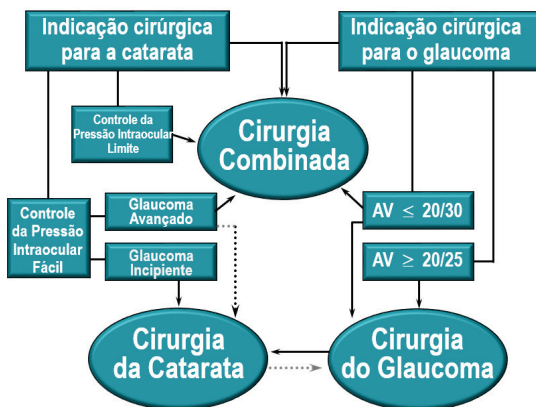 Indicação cirúrgica
para a catarata
Indicação cirúrgica
para o glaucoma
Controle da
Pressão Intraocular
Limite
Cirurgia
Combinada
Controle
da Pressão
Intraocular
Fácil
Glaucoma
Avançado
Glaucoma
Incipiente
AV ≤ 20/30
AV ≥ 20/25
Cirurgia
da Catarata
Cirurgia
do Glaucoma